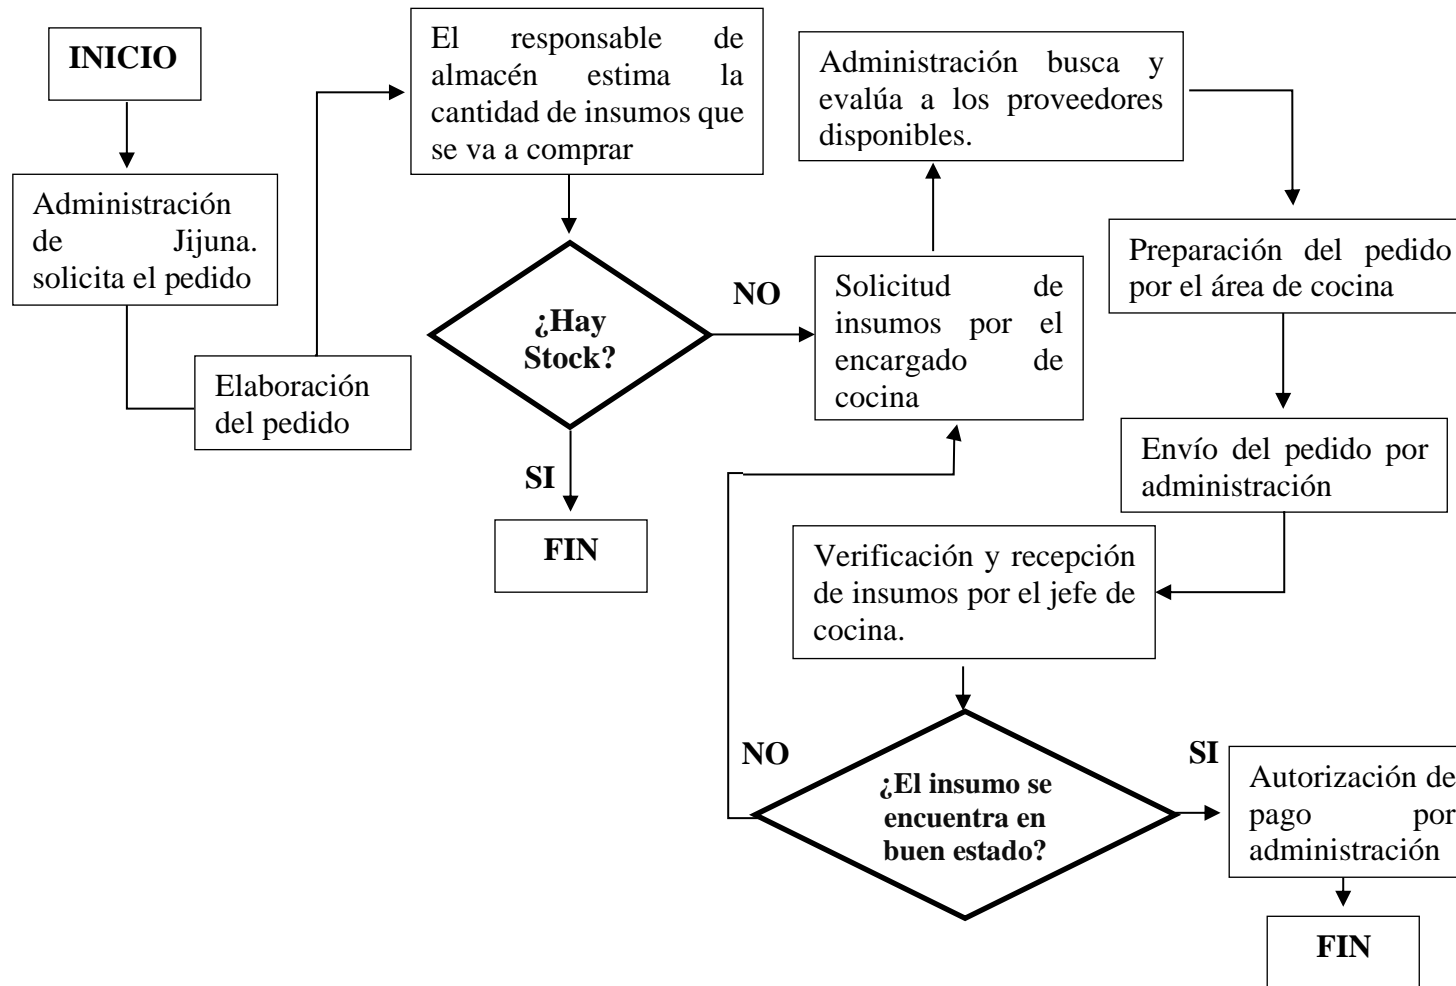 INICIO
Administración
de Jijuna.
solicita el pedido
Elaboración
del pedido
El responsable de
almacén estima la
cantidad de insumos que
se va a comprar
¿Hay
Stock?
SI
FIN
NO
Solicitud de
insumos por el
encargado de
cocina
Administración busca y
evalúa a los proveedores
disponibles.
Preparación del pedido
por el área de cocina
Envío del pedido por
administración
Verificación y recepción
de insumos por el jefe de
cocina.
¿El insumo se
encuentra en
buen estado?
NO
SI
Autorización de
pago por
administración
FIN